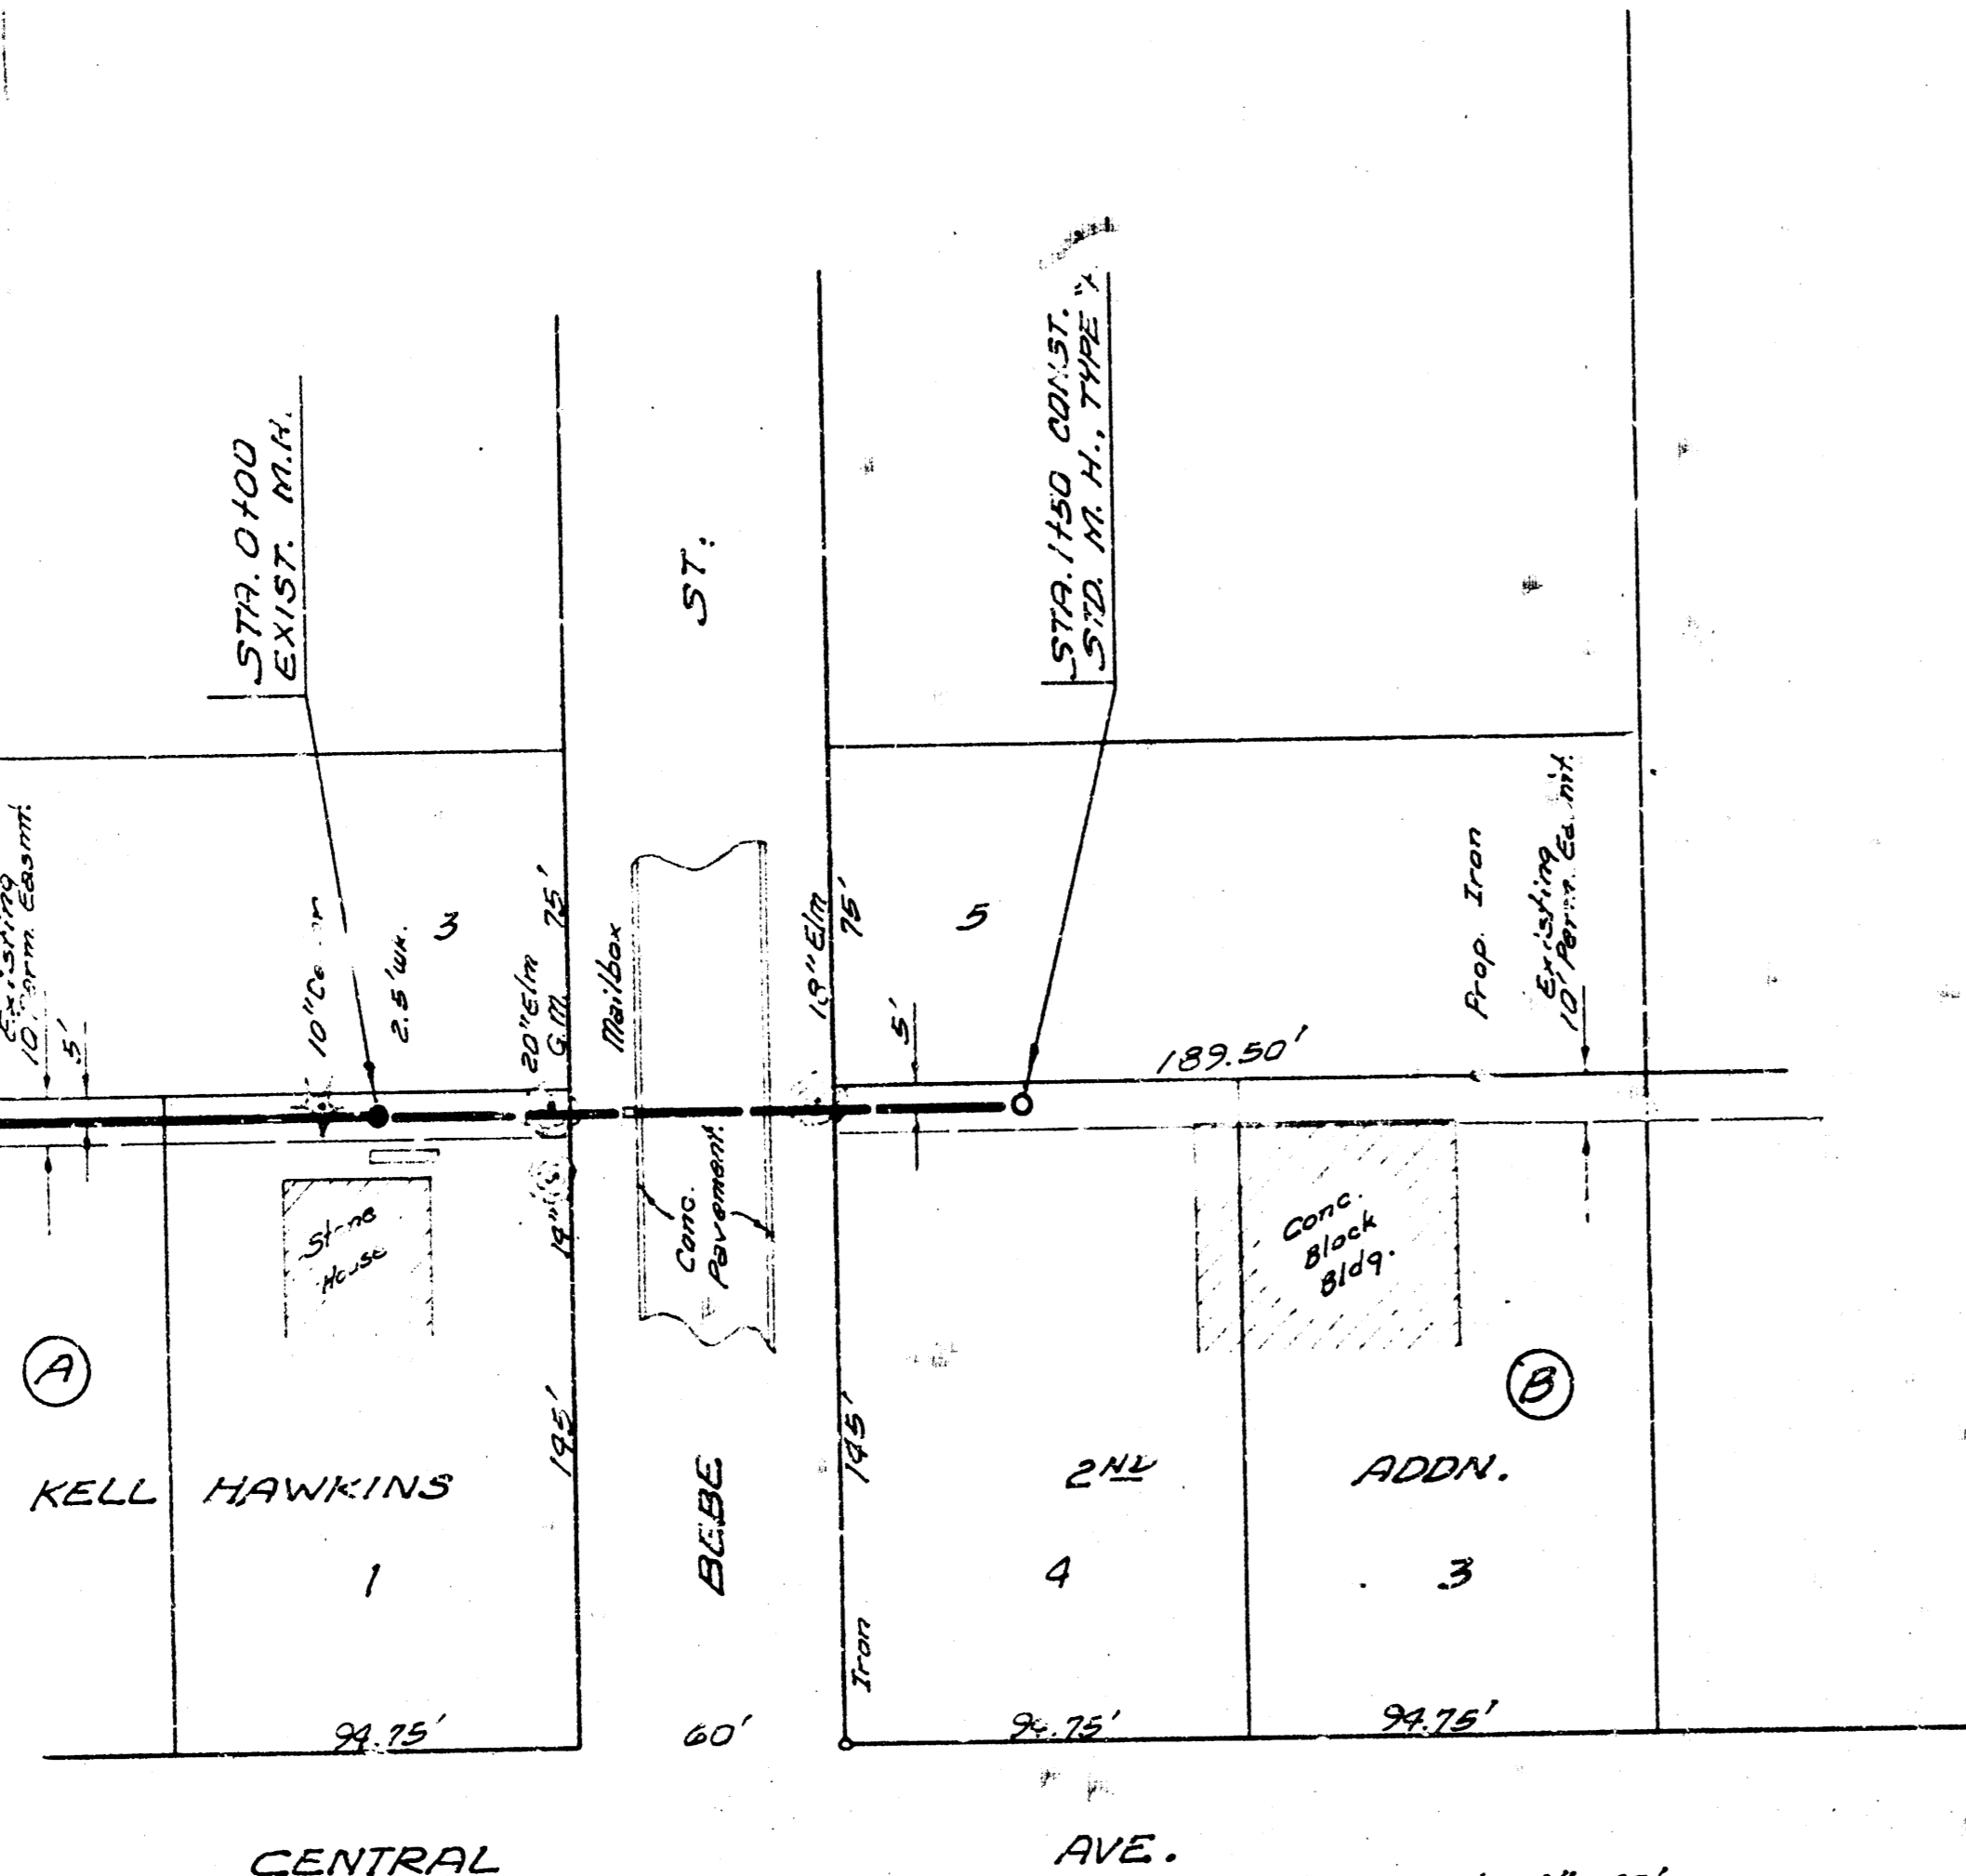 STA. 0+00
EXIST. M.H.
ST.
STA. 1+50 CONST.
STD. M. H., TYPE
Existing
10' Perm. Easmt.
5'
10"
2.5' WK.
3
20" Elm
G.M.
75'
Mailbox
18" Elm
75'
5
5'
189.50'
Prop. Iron
Existing
10' Perm.
Stone
House
14"
Conc.
Pavement
Conc.
Block
Bldg.
A
B
145'
145'
KELL HAWKINS
2ND
ADDN.
BEBE
1
4
3
Iron
94.75'
60'
94.75'
94.75'
CENTRAL
AVE.